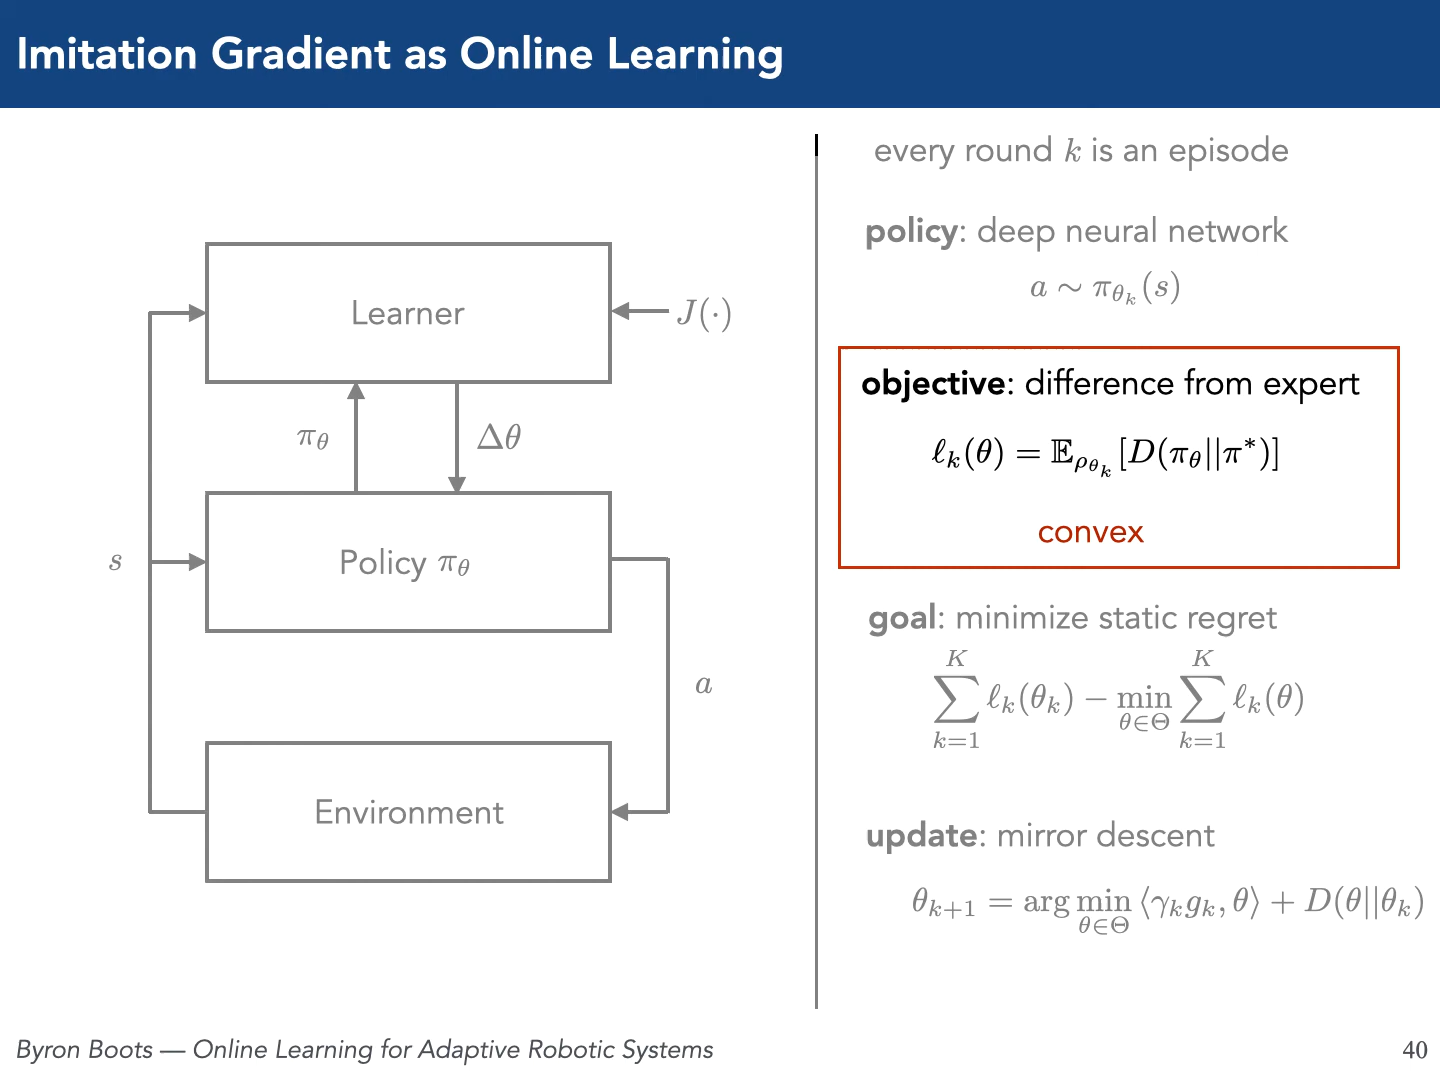 Imitation Gradient as Online Learning
Learner
J(·)
π_θ
Δθ
s
Policy π_θ
a
Environment
every round k is an episode
policy: deep neural network
a ∼ π_{θ_k}(s)
objective: difference from expert
ℓ_k(θ) = 𝔼_{ρ_{θ_k}}[D(π_θ||π*)]
convex
goal: minimize static regret
∑_{k=1}^{K} ℓ_k(θ_k) − min_{θ∈Θ} ∑_{k=1}^{K} ℓ_k(θ)
update: mirror descent
θ_{k+1} = arg min_{θ∈Θ} ⟨γ_k g_k, θ⟩ + D(θ||θ_k)
Byron Boots — Online Learning for Adaptive Robotic Systems
40